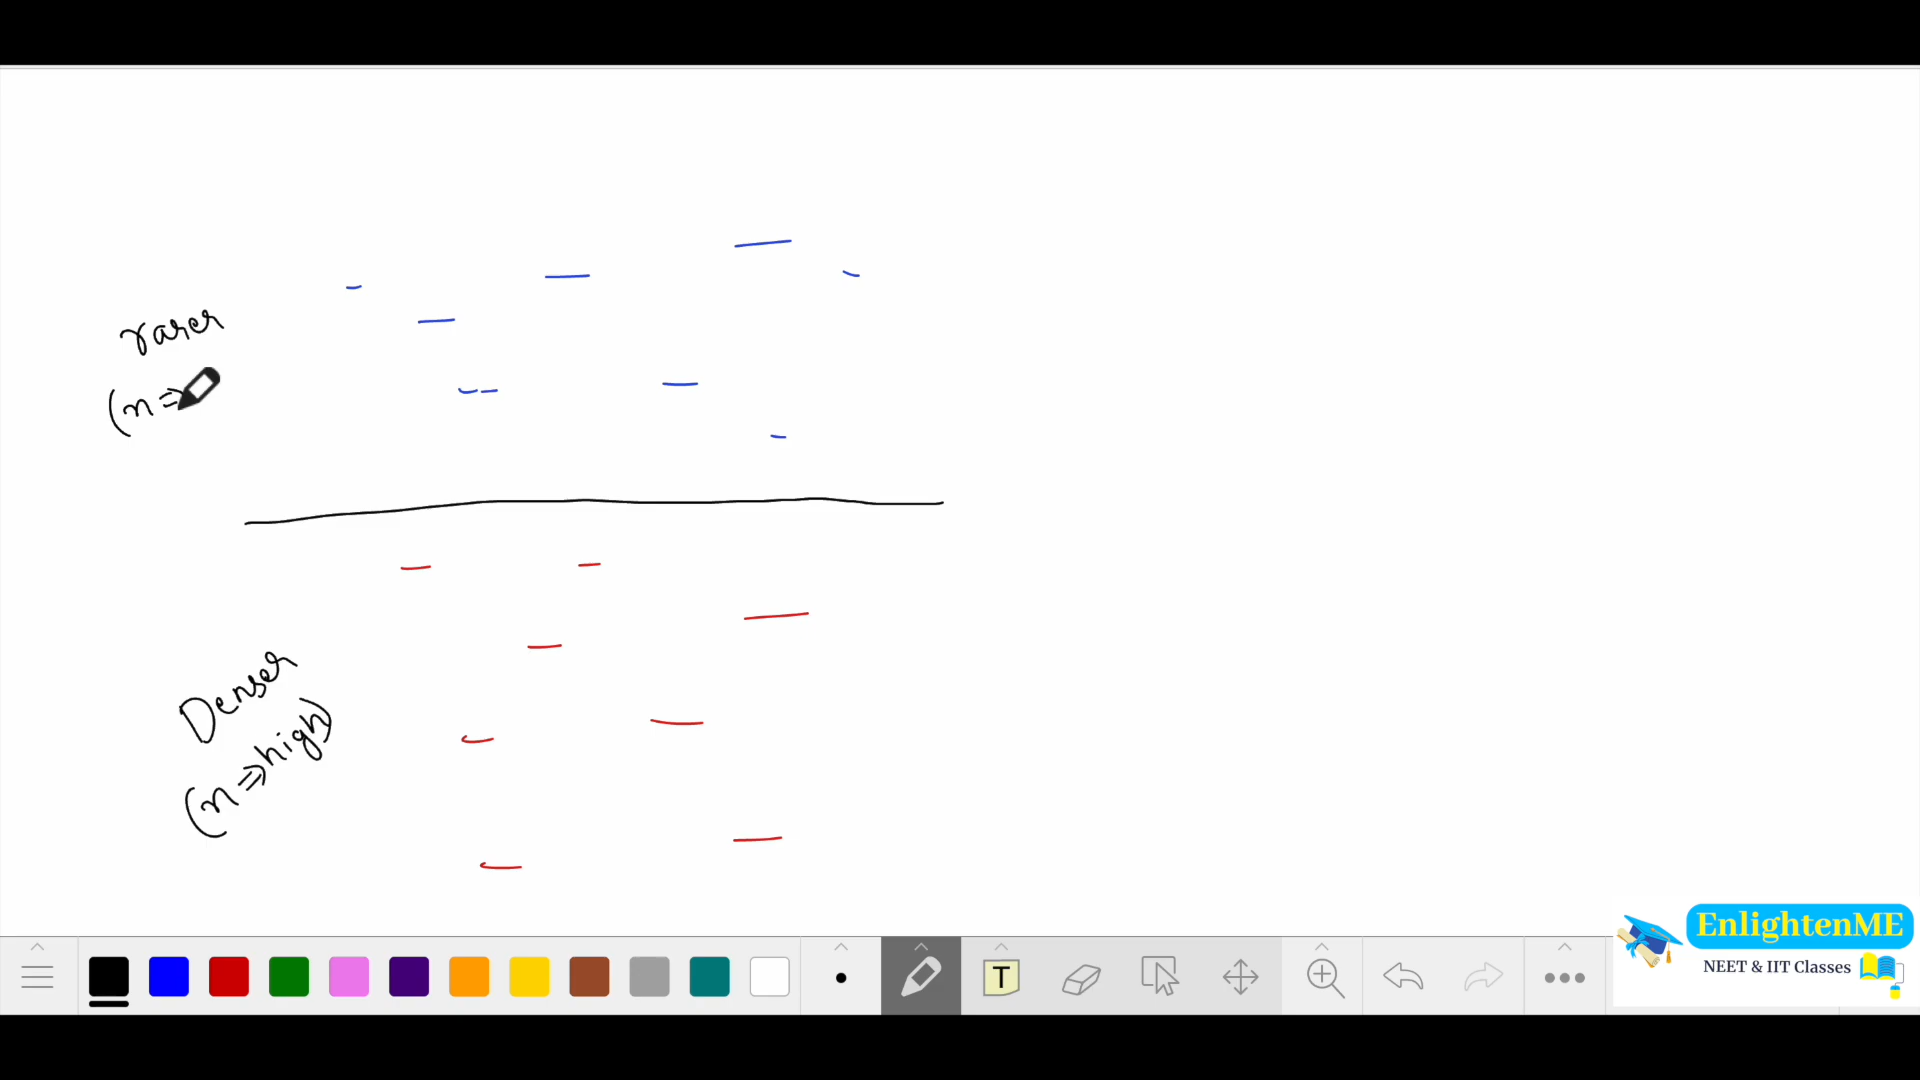 rarer
(n⇒
Denser
(n⇒high)
T
EnlightenME
NEET & IIT Classes